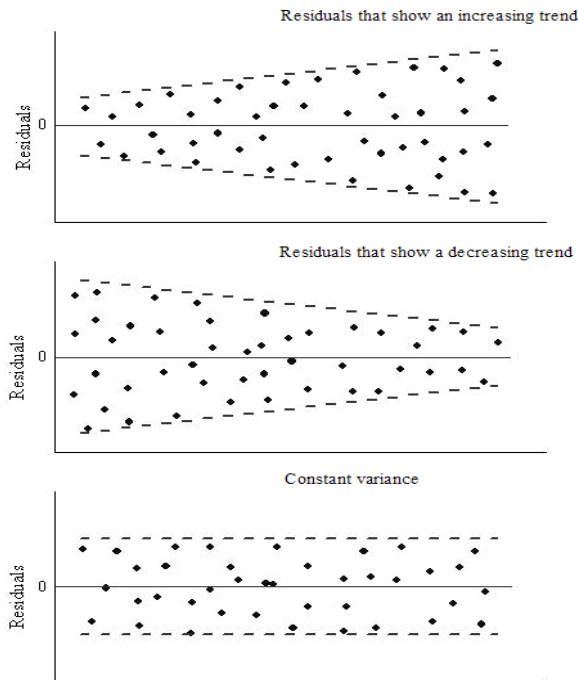 Residuals that show an increasing trend
Residuals
0
Residuals that show a decreasing trend
Residuals
0
Constant variance
Residuals
0